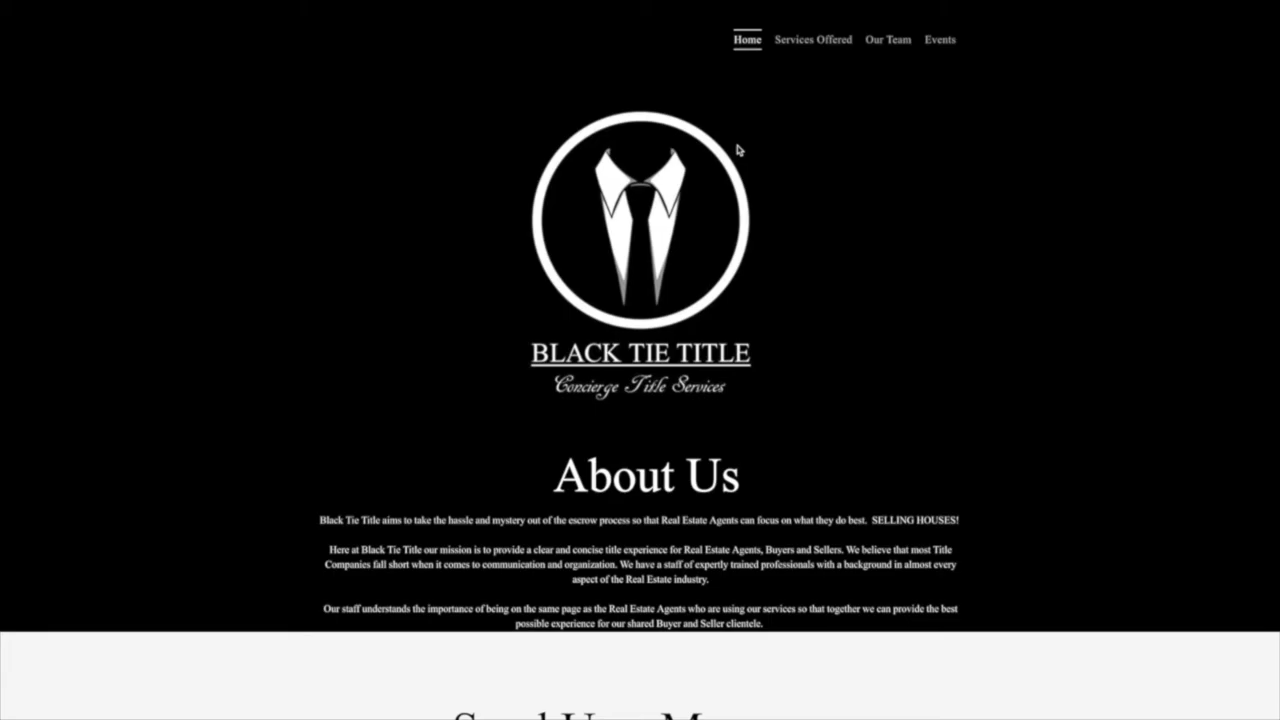 Home Services Offered Our Team Events
BLACK TIE TITLE
Concierge Title Services
About Us
Black Tie Title aims to take the hassle and mystery out of the escrow process so that Real Estate Agents can focus on what they do best. SELLING HOUSES!
Here at Black Tie Title our mission is to provide a clear and concise title experience for Real Estate Agents, Buyers and Sellers. We believe that most Title
Companies fall short when it comes to communication and organization. We have a staff of expertly trained professionals with a background in almost every
aspect of the Real Estate industry.
Our staff understands the importance of being on the same page as the Real Estate Agents who are using our services so that together we can provide the best
possible experience for our shared Buyer and Seller clientele.